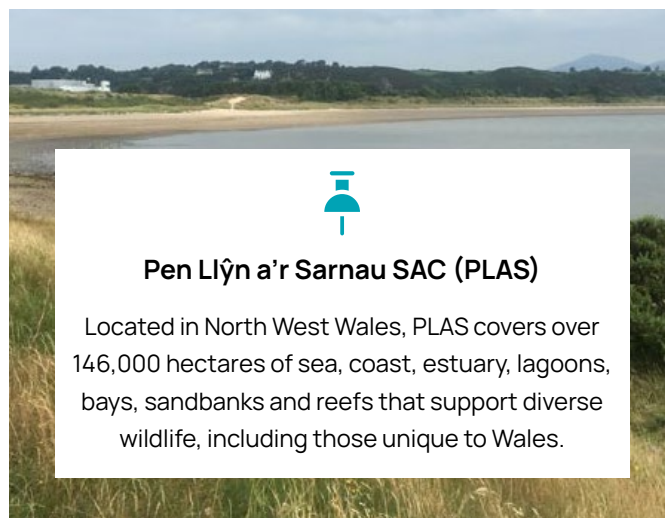 Pen Llŷn a’r Sarnau SAC (PLAS)
Located in North West Wales, PLAS covers over
146,000 hectares of sea, coast, estuary, lagoons,
bays, sandbanks and reefs that support diverse
wildlife, including those unique to Wales.